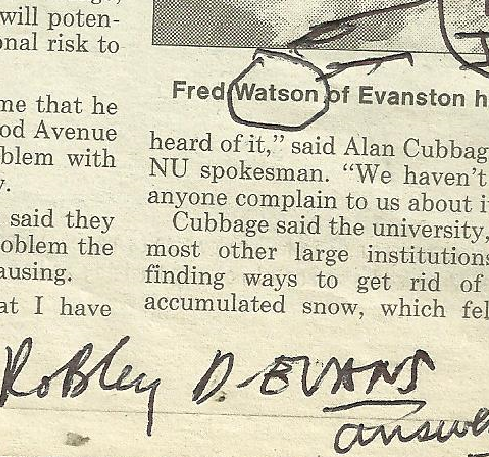 will poten-
onal risk to
me that he
od Avenue
blem with
y.
said they
oblem the
ausing.
at I have
Fred Watson of Evanston h
heard of it," said Alan Cubbag
NU spokesman. "We haven't
anyone complain to us about i
Cubbage said the university,
most other large institutions
finding ways to get rid of
accumulated snow, which fel
Robley D. EVANS
answe